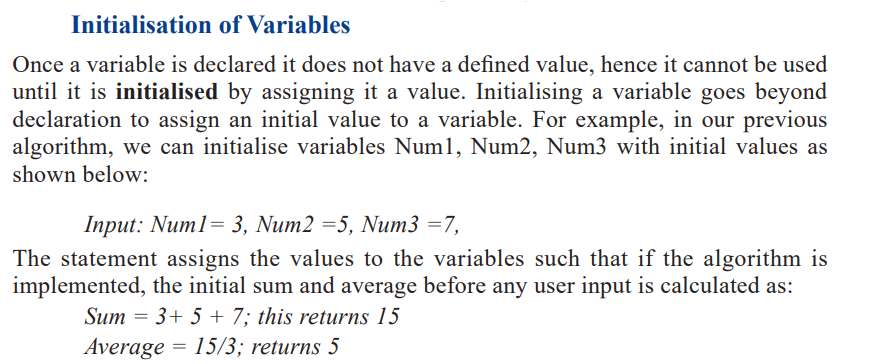 Initialisation of Variables
Once a variable is declared it does not have a defined value, hence it cannot be used
until it is initialised by assigning it a value. Initialising a variable goes beyond
declaration to assign an initial value to a variable. For example, in our previous
algorithm, we can initialise variables Num1, Num2, Num3 with initial values as
shown below:
Input: Num1= 3, Num2 =5, Num3 =7,
The statement assigns the values to the variables such that if the algorithm is
implemented, the initial sum and average before any user input is calculated as:
Sum = 3+ 5 + 7; this returns 15
Average = 15/3; returns 5